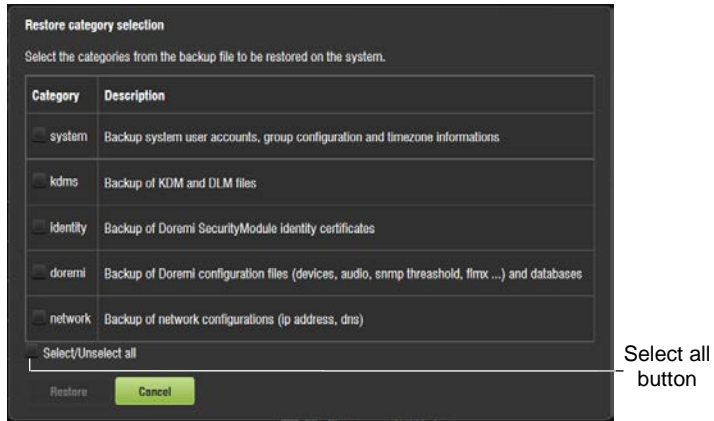 Restore category selection
Select the categories from the backup file to be restored on the system.
Category Description
system Backup system user accounts, group configuration and timezone informations
kdms Backup of KDM and DLM files
identity Backup of Doremi SecurityModule identity certificates
doremi Backup of Doremi configuration files (devices, audio, snmp threashold, flmx ...) and databases
network Backup of network configurations (ip address, dns)
Select/Unselect all
Select all
button
Restore Cancel